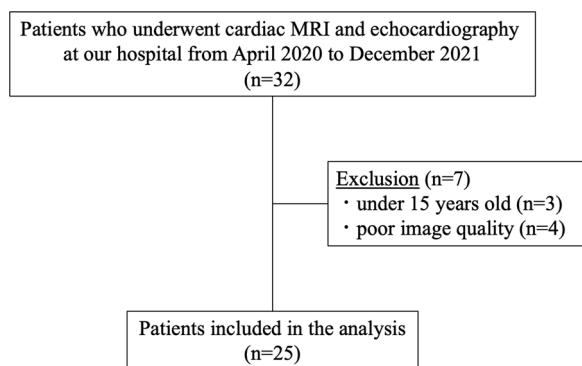 Patients who underwent cardiac MRI and echocardiography
at our hospital from April 2020 to December 2021
(n=32)
Exclusion (n=7)
・under 15 years old (n=3)
・poor image quality (n=4)
Patients included in the analysis
(n=25)